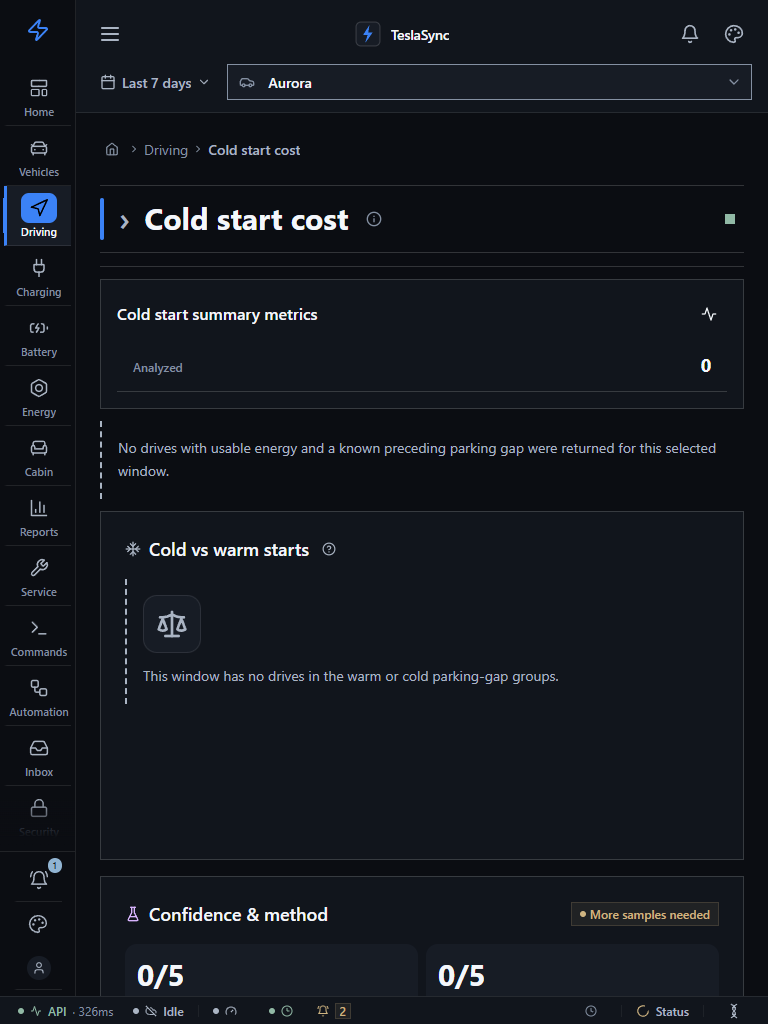 TeslaSync
Last 7 days
Aurora
Home
Vehicles
Driving
Charging
Battery
Energy
Cabin
Reports
Service
Commands
Automation
Inbox
Security
1
Driving
Cold start cost
Cold start cost
Cold start summary metrics
Analyzed
0
No drives with usable energy and a known preceding parking gap were returned for this selected
window.
Cold vs warm starts
This window has no drives in the warm or cold parking-gap groups.
Confidence & method
More samples needed
0/5
0/5
API · 326ms
Idle
2
Status